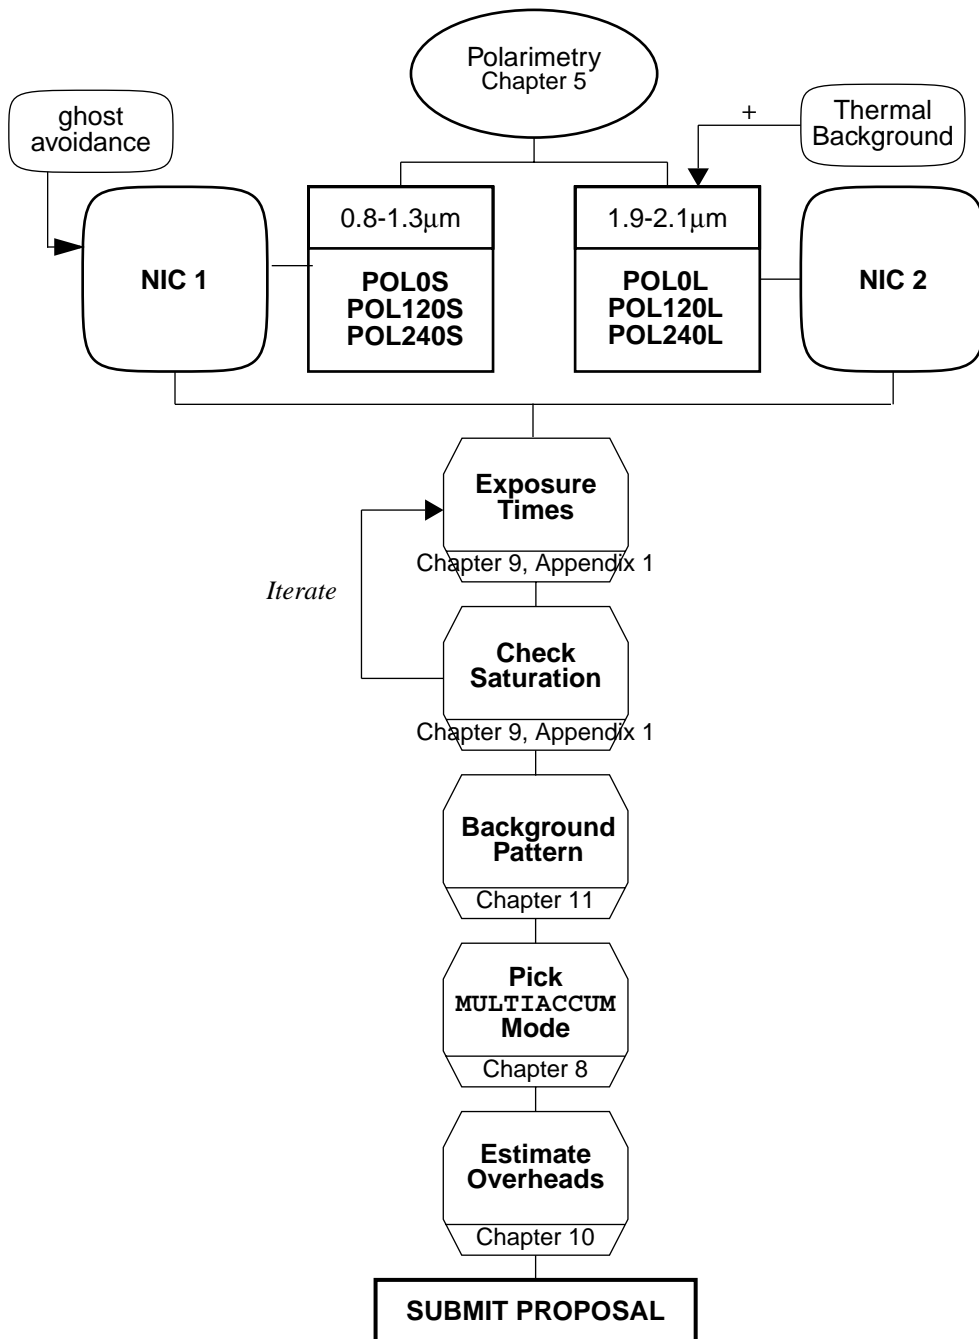 Polarimetry
Chapter 5
ghost
avoidance
+
Thermal
Background
0.8-1.3μm
1.9-2.1μm
NIC 1
POL0S
POL120S
POL240S
POL0L
POL120L
POL240L
NIC 2
Exposure
Times
Chapter 9, Appendix 1
Iterate
Check
Saturation
Chapter 9, Appendix 1
Background
Pattern
Chapter 11
Pick
MULTIACCUM
Mode
Chapter 8
Estimate
Overheads
Chapter 10
SUBMIT PROPOSAL